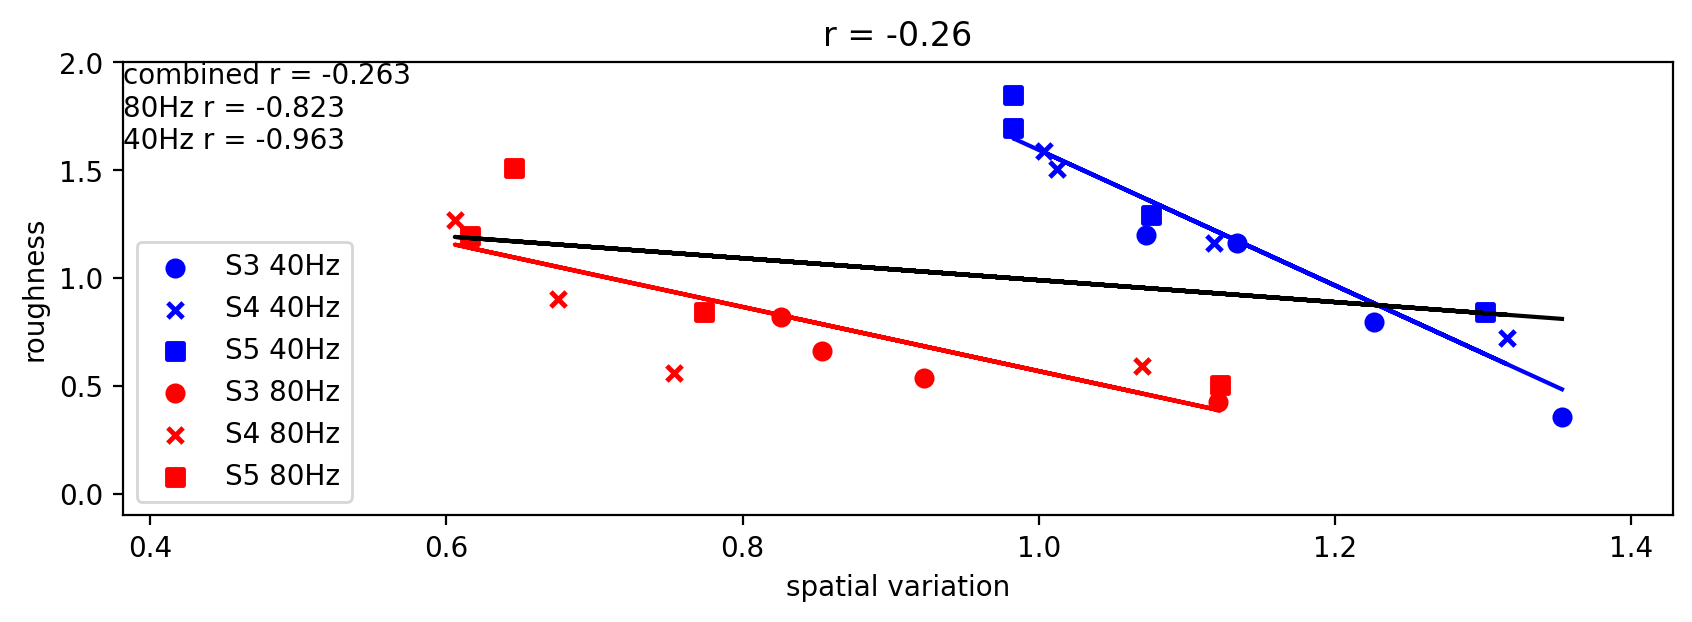 r = -0.26
combined r = -0.263
80Hz r = -0.823
40Hz r = -0.963
roughness
2.0
1.5
1.0
0.5
0.0
S3 40Hz
S4 40Hz
S5 40Hz
S3 80Hz
S4 80Hz
S5 80Hz
0.4 0.6 0.8 1.0 1.2 1.4
spatial variation